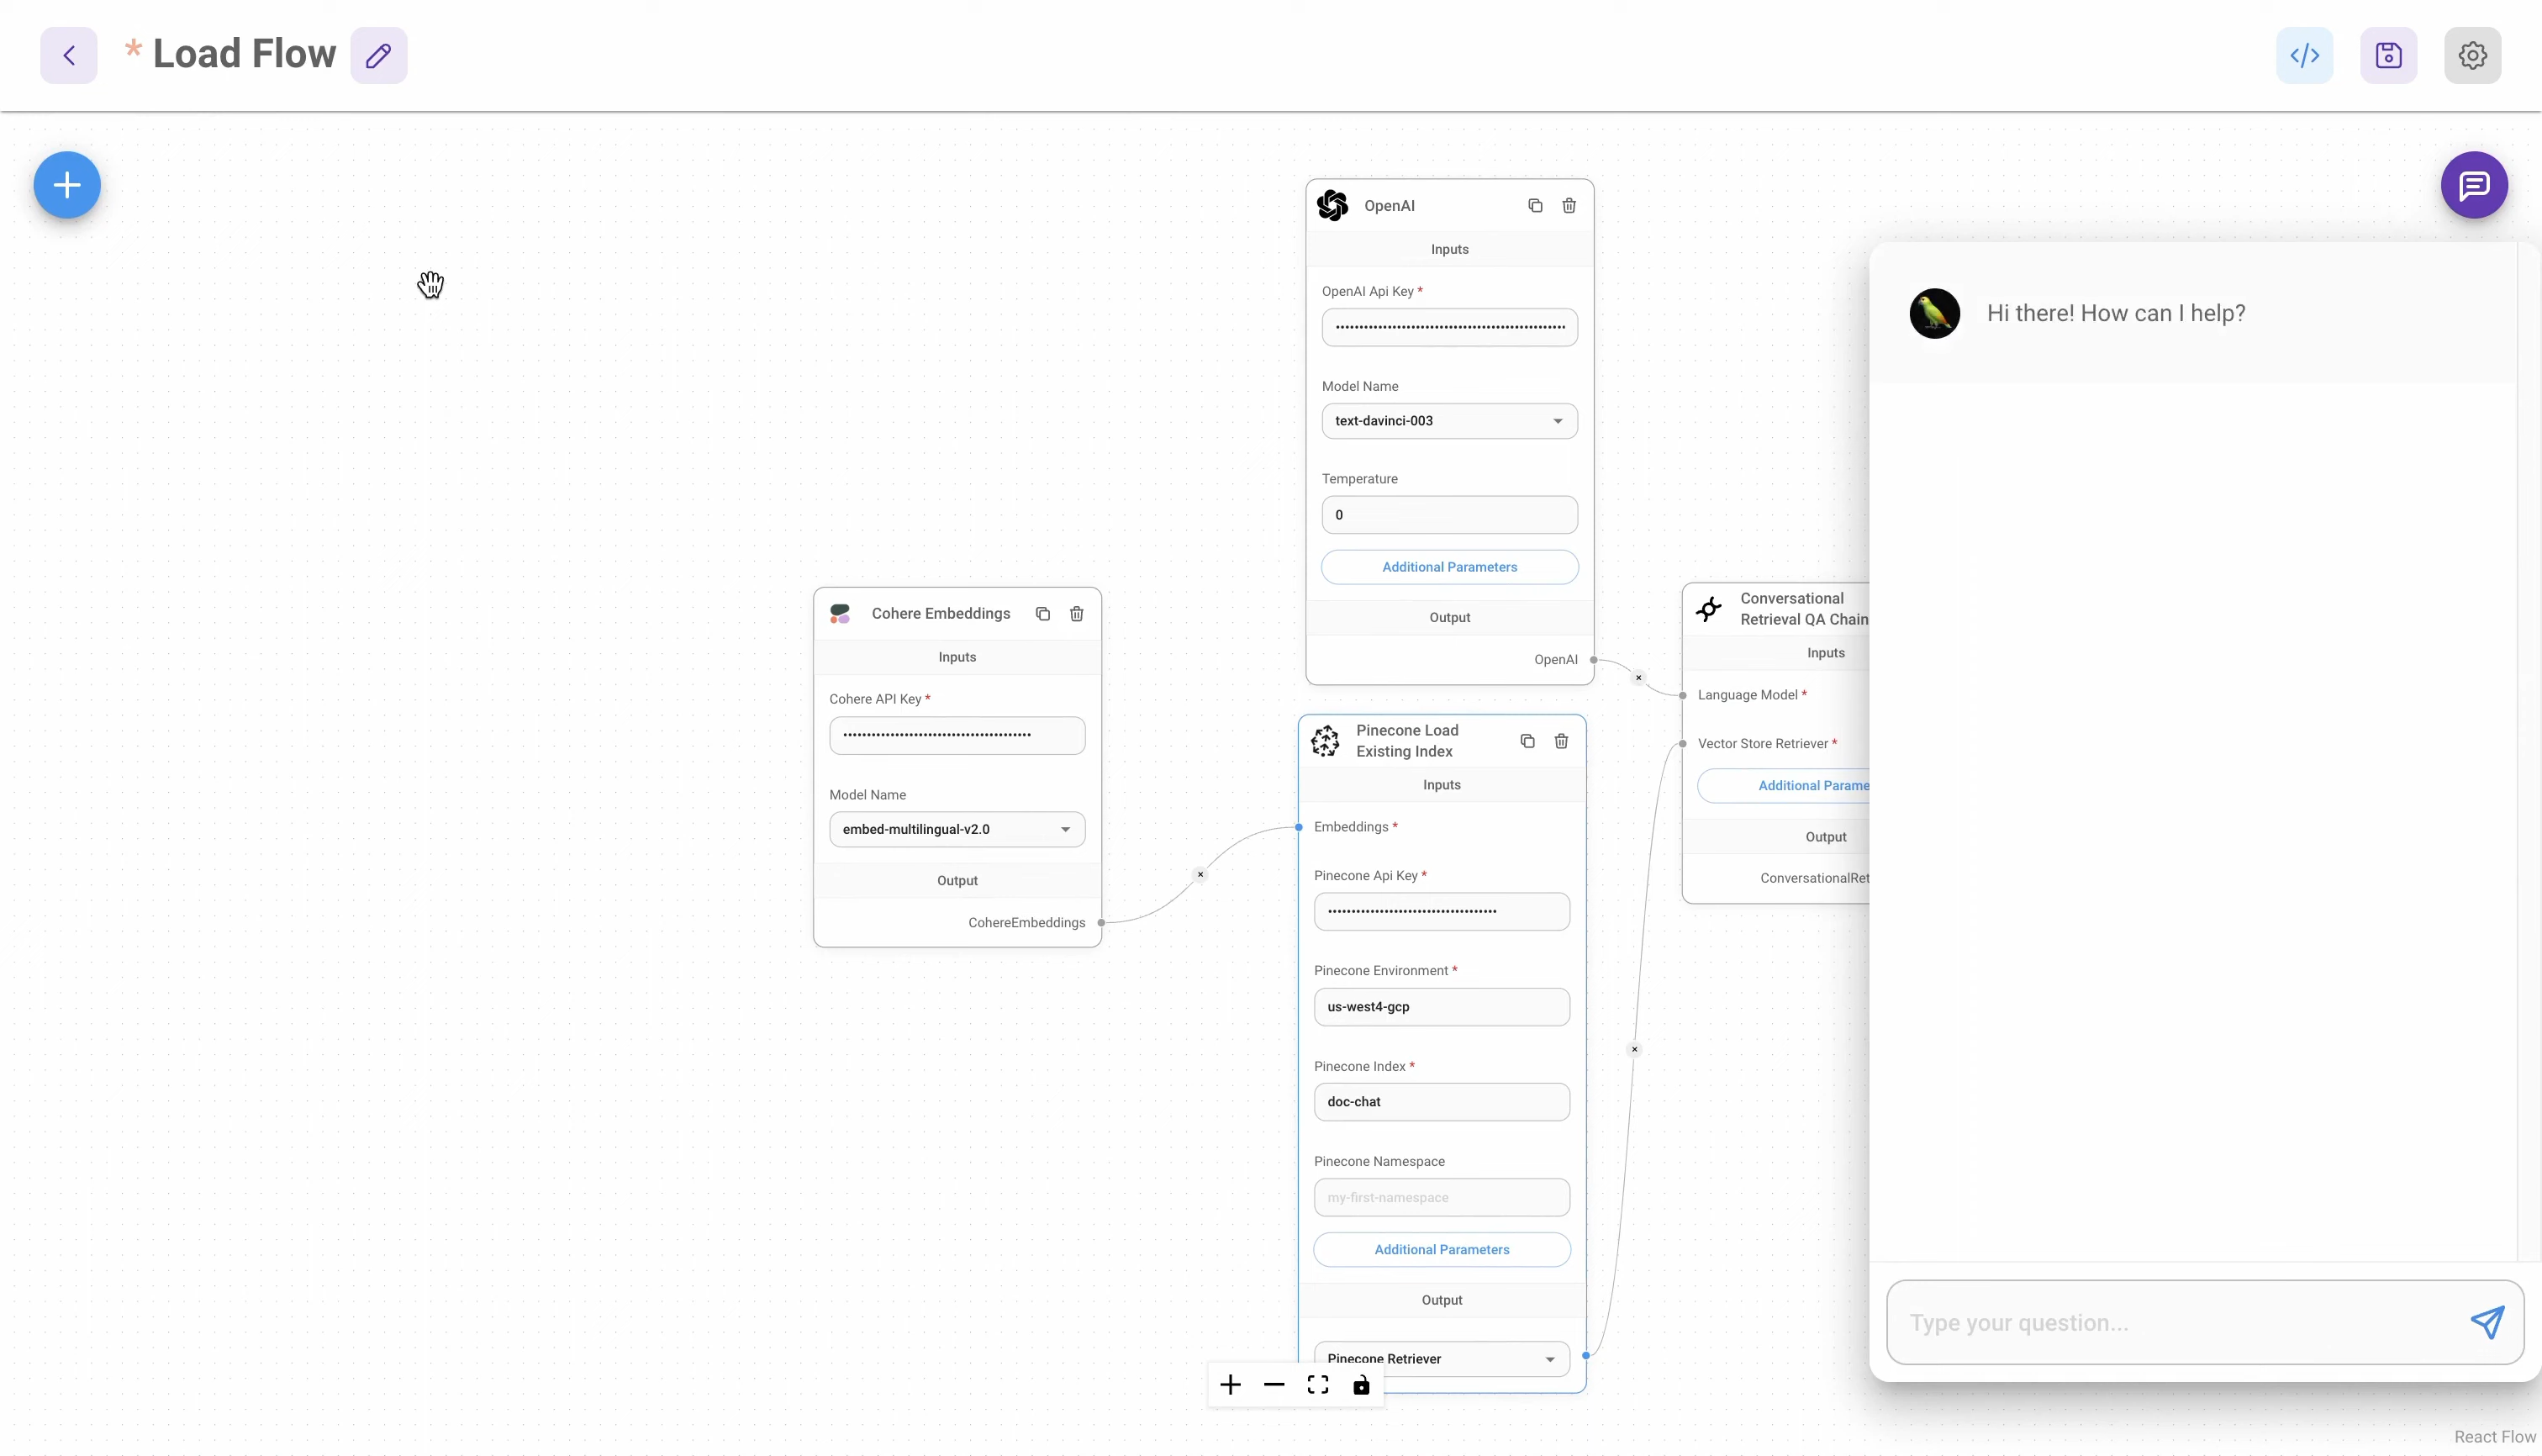 * Load Flow
OpenAI
Inputs
OpenAI Api Key *
Model Name
text-davinci-003
Temperature
0
Additional Parameters
Output
OpenAI
Cohere Embeddings
Inputs
Cohere API Key *
Model Name
embed-multilingual-v2.0
Output
CohereEmbeddings
Pinecone Load
Existing Index
Inputs
Embeddings *
Pinecone Api Key *
Pinecone Environment *
us-west4-gcp
Pinecone Index *
doc-chat
Pinecone Namespace
my-first-namespace
Additional Parameters
Output
Pinecone Retriever
Conversational
Retrieval QA Chain
Inputs
Language Model *
Vector Store Retriever *
Additional Parame
Output
ConversationalRet
Hi there! How can I help?
Type your question...
React Flow